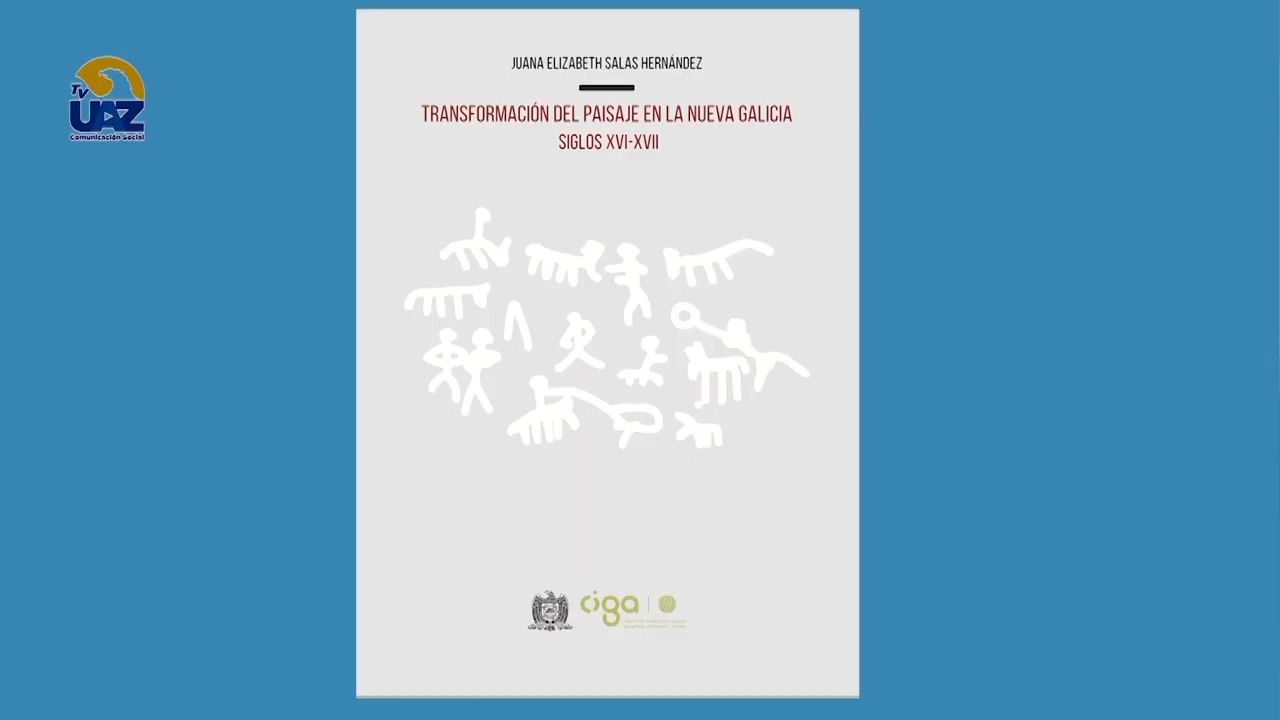 TV
UAZ
Comunicación Social
JUANA ELIZABETH SALAS HERNÁNDEZ
TRANSFORMACIÓN DEL PAISAJE EN LA NUEVA GALICIA
SIGLOS XVI-XVII
ciga